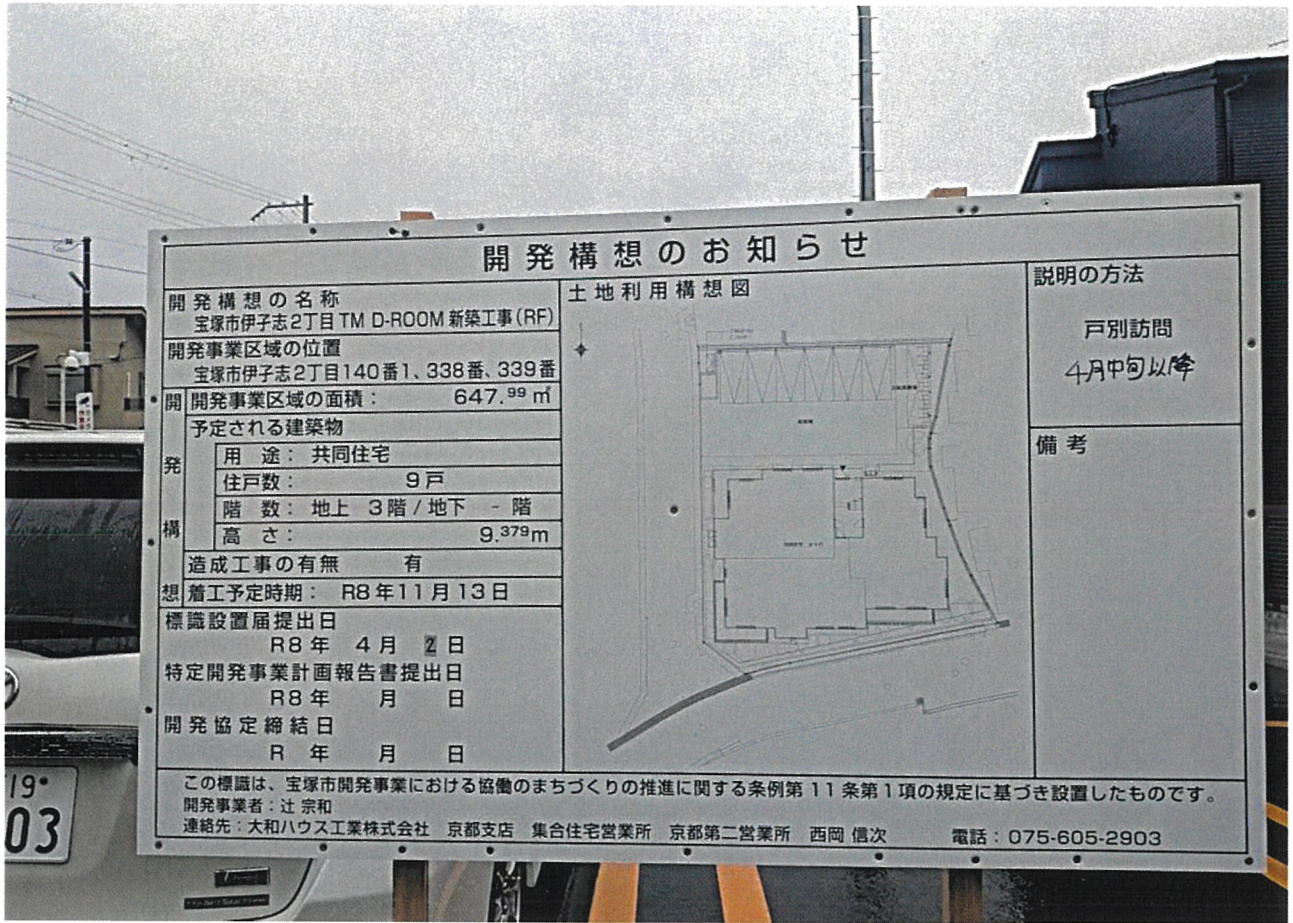 開発構想のお知らせ
開発構想の名称
宝塚市伊子志2丁目 TM D-ROOM 新築工事(RF)
開発事業区域の位置
宝塚市伊子志2丁目140番1、338番、339番
開発構想
開発事業区域の面積： 647.99 ㎡
予定される建築物
用 途： 共同住宅
住戸数： 9戸
階 数： 地上 3階 / 地下 - 階
高 さ： 9.379m
造成工事の有無 有
着工予定時期： R8年11月13日
標識設置届提出日
R8年 4月 2日
特定開発事業計画報告書提出日
R8年 月 日
開発協定締結日
R 年 月 日
土地利用構想図
説明の方法
戸別訪問
4月中旬以降
備考
この標識は、宝塚市開発事業における協働のまちづくりの推進に関する条例第11条第1項の規定に基づき設置したものです。
開発事業者：辻 宗和
連絡先：大和ハウス工業株式会社 京都支店 集合住宅営業所 京都第二営業所 西岡 信次 電話：075-605-2903
19
03